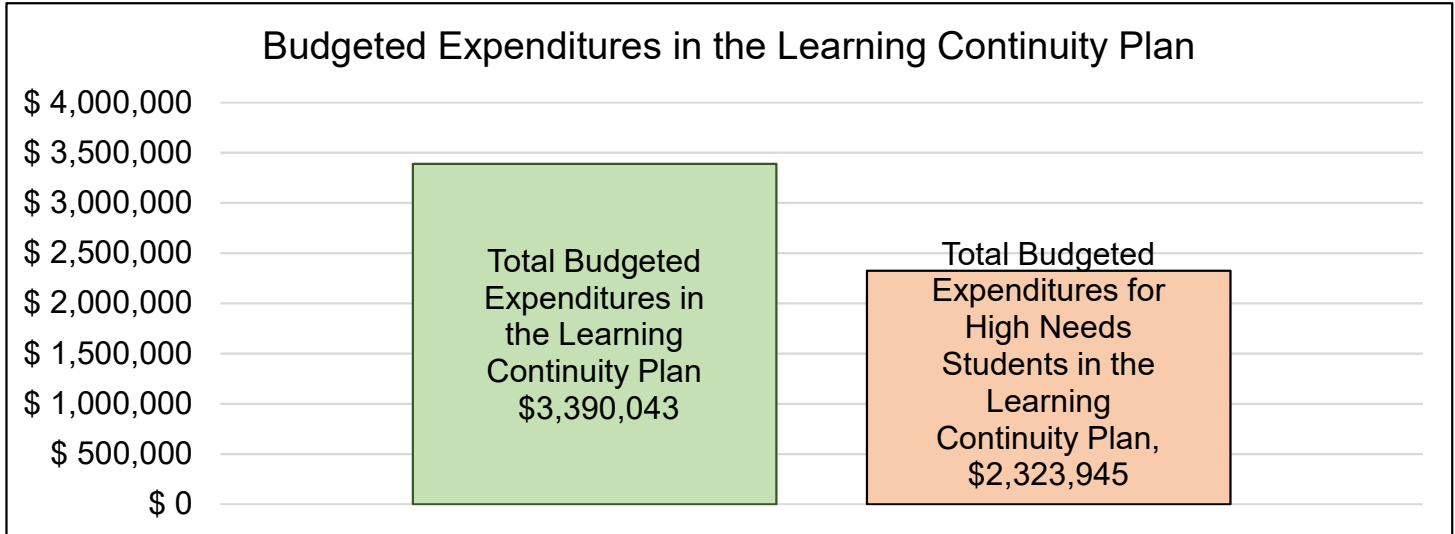 Budgeted Expenditures in the Learning Continuity Plan
$ 4,000,000
$ 3,500,000
$ 3,000,000
$ 2,500,000
$ 2,000,000
$ 1,500,000
$ 1,000,000
$ 500,000
$ 0
Total Budgeted
Expenditures in
the Learning
Continuity Plan
$3,390,043
Total Budgeted
Expenditures for
High Needs
Students in the
Learning
Continuity Plan,
$2,323,945